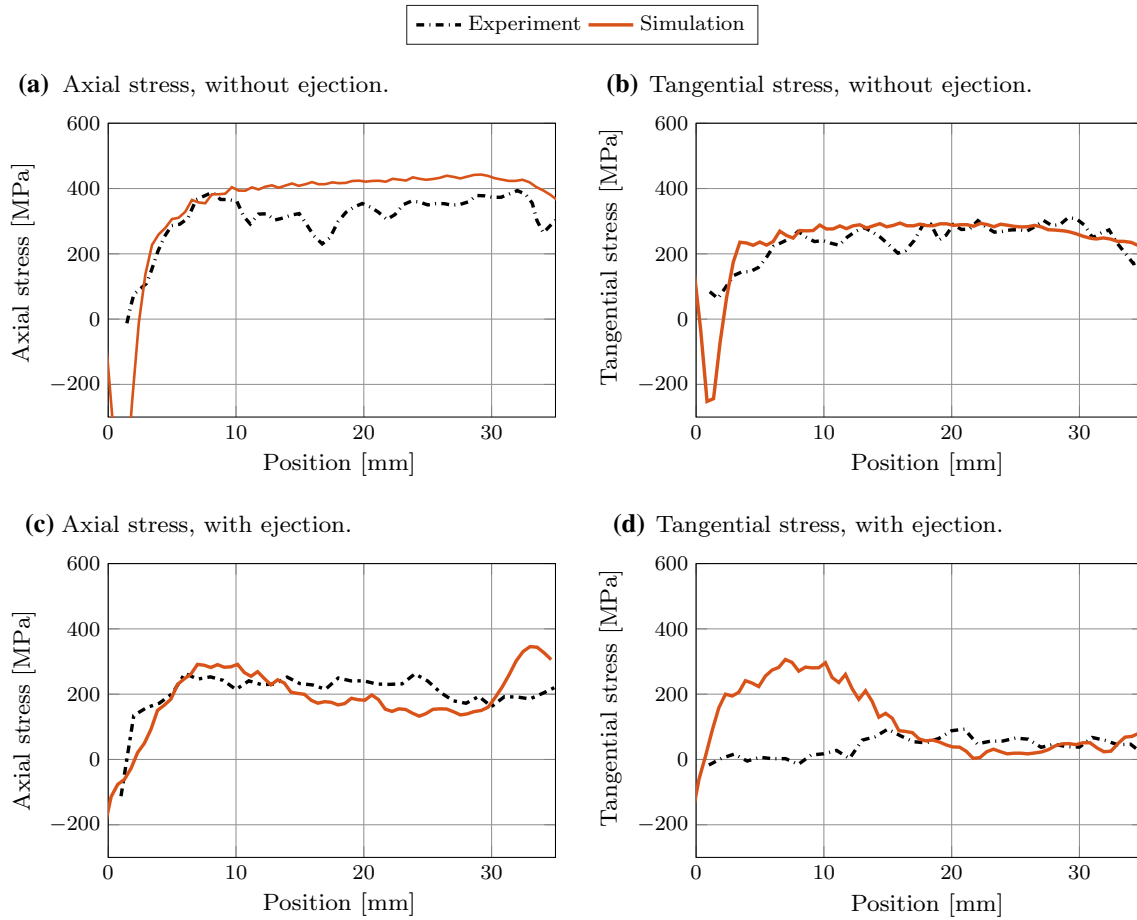 Experiment Simulation
(a) Axial stress, without ejection.
600
400
200
0
−200
0 10 20 30
Axial stress [MPa]
Position [mm]
(b) Tangential stress, without ejection.
600
400
200
0
−200
0 10 20 30
Tangential stress [MPa]
Position [mm]
(c) Axial stress, with ejection.
600
400
200
0
−200
0 10 20 30
Axial stress [MPa]
Position [mm]
(d) Tangential stress, with ejection.
600
400
200
0
−200
0 10 20 30
Tangential stress [MPa]
Position [mm]